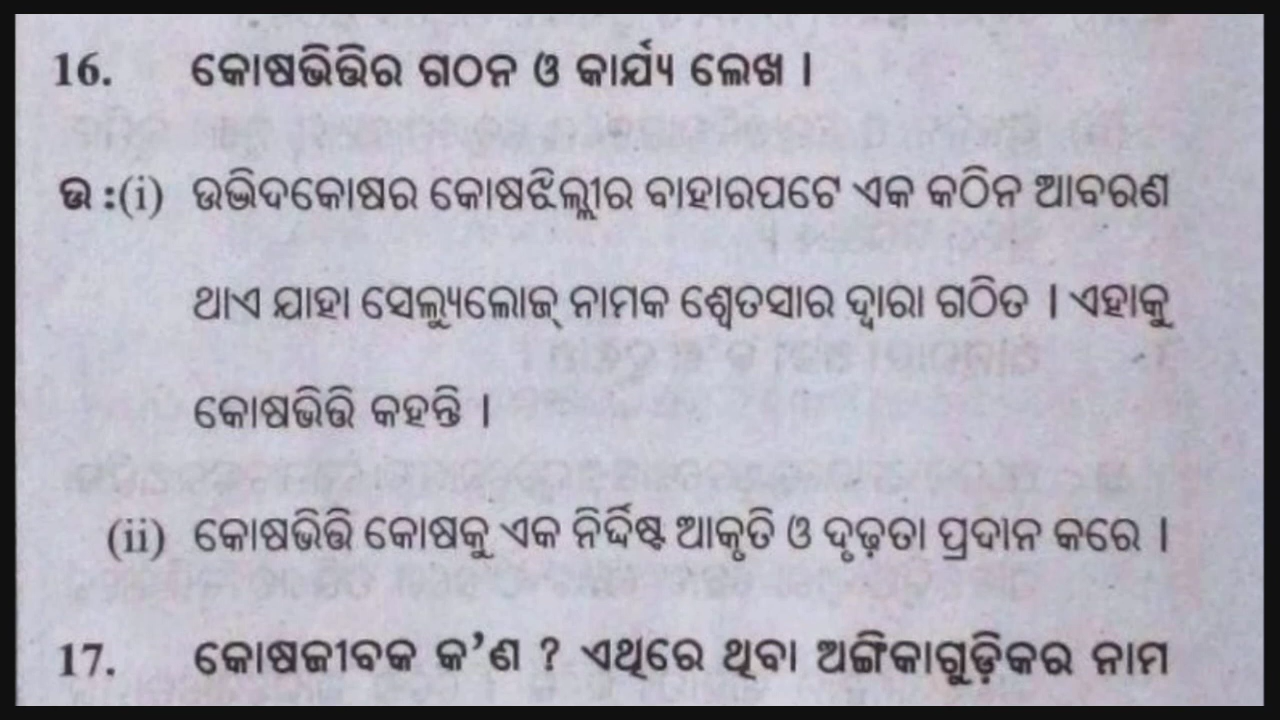 16. କୋଷଭିତ୍ତିର ଗଠନ ଓ କାର୍ଯ୍ୟ ଲେଖ ।
ଉ :(i) ଉଦ୍ଭିଦକୋଷର କୋଷଝିଲ୍ଲୀର ବାହାରପଟେ ଏକ କଠିନ ଆବରଣ
ଥାଏ ଯାହା ସେଲ୍ୟୁଲୋଜ୍ ନାମକ ଶ୍ୱେତସାର ଦ୍ୱାରା ଗଠିତ । ଏହାକୁ
କୋଷଭିତ୍ତି କହନ୍ତି ।
(ii) କୋଷଭିତ୍ତି କୋଷକୁ ଏକ ନିର୍ଦ୍ଦିଷ୍ଟ ଆକୃତି ଓ ଦୃଢ଼ତା ପ୍ରଦାନ କରେ ।
17. କୋଷଜୀବକ କ'ଣ ? ଏଥିରେ ଥିବା ଅଙ୍ଗିକାଗୁଡ଼ିକର ନାମ